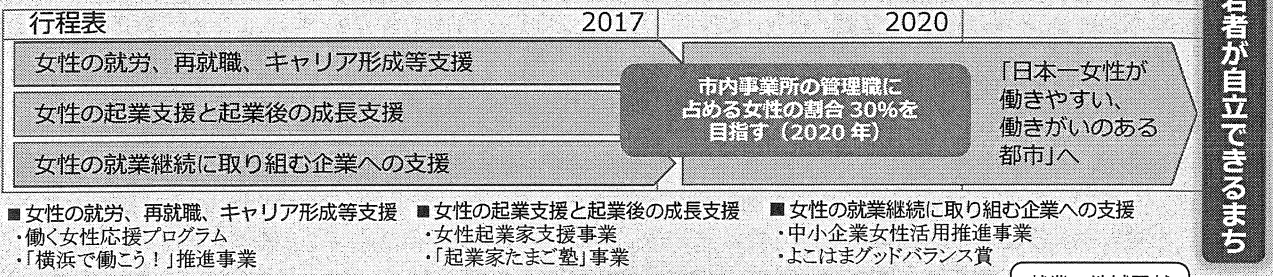 行程表 2017 2020
女性の就労、再就職、キャリア形成等支援
女性の起業支援と起業後の成長支援
女性の就業継続に取り組む企業への支援
市内事業所の管理職に
占める女性の割合 30%を
目指す（2020 年）
「日本一女性が
働きやすい、
働きがいのある
都市」へ
■女性の就労、再就職、キャリア形成等支援
・働く女性応援プログラム
・「横浜で働こう！」推進事業
■女性の起業支援と起業後の成長支援
・女性起業家支援事業
・「起業家たまご塾」事業
■女性の就業継続に取り組む企業への支援
・中小企業女性活用推進事業
・よこはまグッドバランス賞
者が自立できるまち